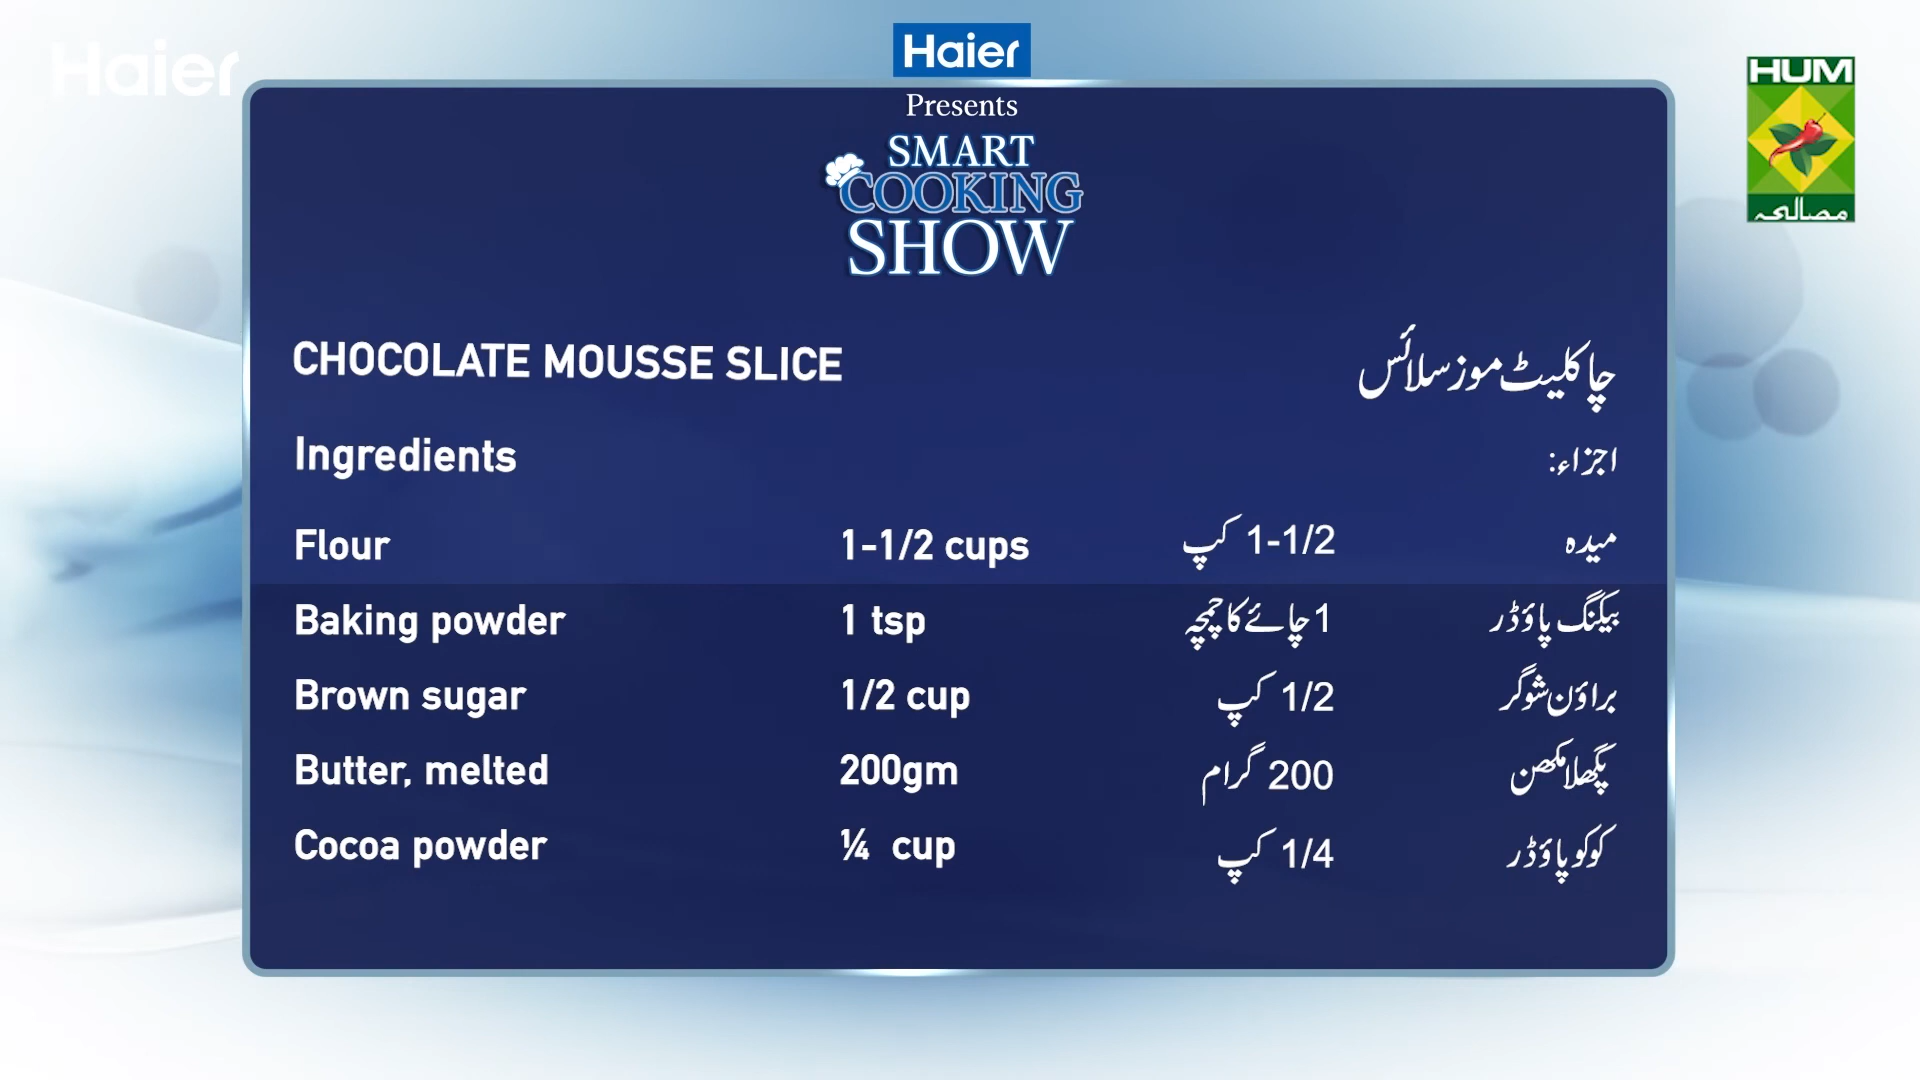 Haier
Haier
Presents
SMART
COOKING
SHOW
HUM
مصالحہ
CHOCOLATE MOUSSE SLICE چاکلیٹ موز سلائس
Ingredients اجزاء:
Flour 1-1/2 cups 1-1/2 کپ میدہ
Baking powder 1 tsp 1 چائے کا چمچہ بیکنگ پاؤڈر
Brown sugar 1/2 cup 1/2 کپ براؤن شوگر
Butter, melted 200gm 200 گرام پگھلا مکھن
Cocoa powder ¼ cup 1/4 کپ کوکو پاؤڈر